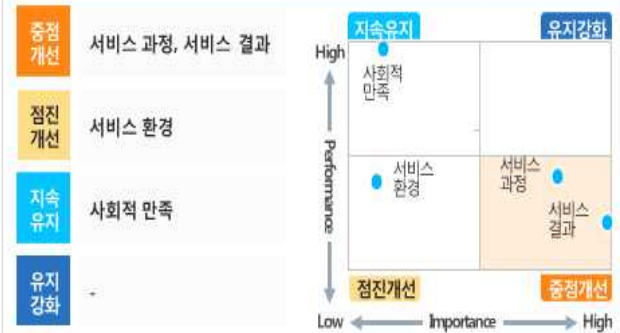 중점
개선
서비스 과정, 서비스 결과
점진
개선
서비스 환경
지속
유지
사회적 만족
유지
강화
-
지속유지
유지강화
High
사회적
만족
Performance
서비스
환경
서비스
과정
서비스
결과
점진개선
중점개선
Low
Importance
High